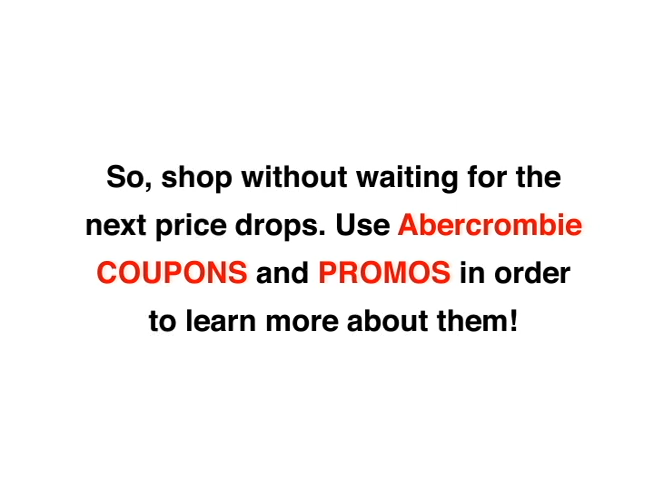 So, shop without waiting for the
next price drops. Use Abercrombie
COUPONS and PROMOS in order
to learn more about them!